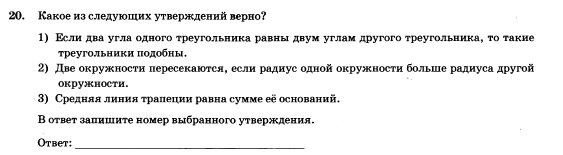 20. Какое из следующих утверждений верно?
1) Если два угла одного треугольника равны двум углам другого треугольника, то такие
треугольники подобны.
2) Две окружности пересекаются, если радиус одной окружности больше радиуса другой
окружности.
3) Средняя линия трапеции равна сумме её оснований.
В ответ запишите номер выбранного утверждения.
Ответ: